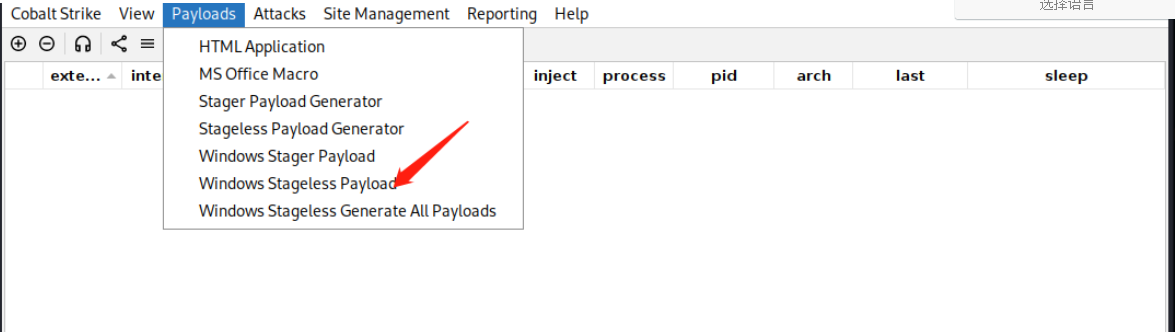 选择语言
Cobalt Strike View Payloads Attacks Site Management Reporting Help
HTML Application
MS Office Macro
Stager Payload Generator
Stageless Payload Generator
Windows Stager Payload
Windows Stageless Payload
Windows Stageless Generate All Payloads
exte... inter inject process pid arch last sleep